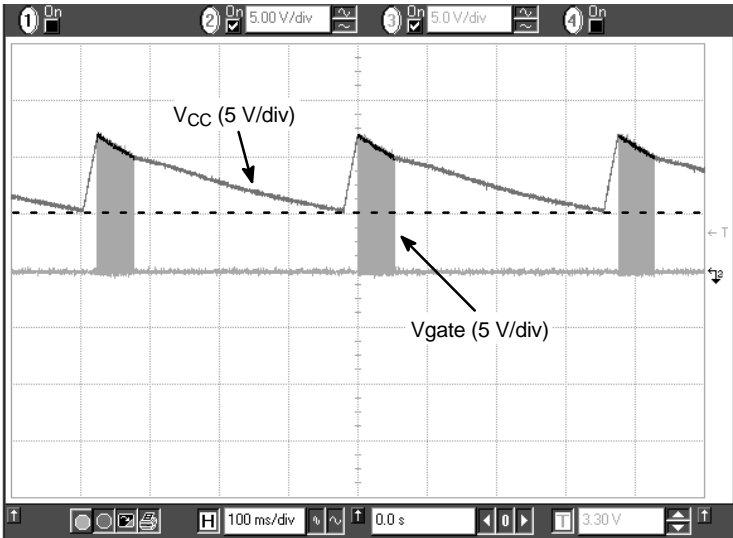 1 On 2 On 5.00 V/div 3 On 5.0 V/div 4 On
VCC (5 V/div)
← T
Vgate (5 V/div)
H 100 ms/div 0.0 s 0 T 3.30 V